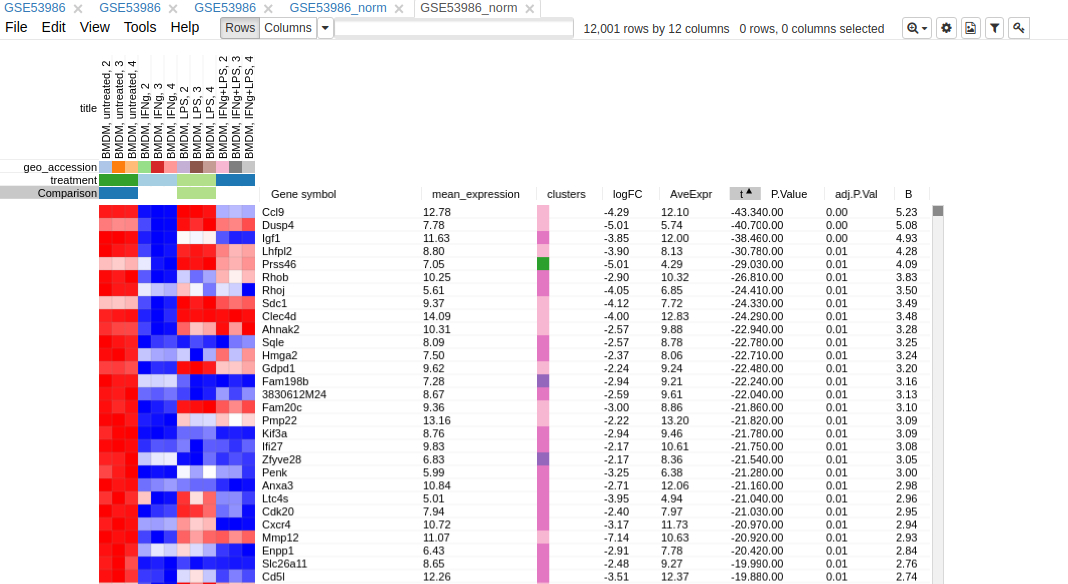 GSE53986 × GSE53986 × GSE53986 × GSE53986_norm × GSE53986_norm ×
File Edit View Tools Help Rows Columns 12,001 rows by 12 columns 0 rows, 0 columns selected
title
BMDM, untreated, 2
BMDM, untreated, 3
BMDM, untreated, 4
BMDM, IFNg, 2
BMDM, IFNg, 3
BMDM, IFNg, 4
BMDM, LPS, 2
BMDM, LPS, 3
BMDM, LPS, 4
BMDM, IFNg+LPS, 2
BMDM, IFNg+LPS, 3
BMDM, IFNg+LPS, 4
geo_accession
treatment
Comparison
Gene symbol mean_expression clusters logFC AveExpr t P.Value adj.P.Val B
Ccl9 12.78 -4.29 12.10 -43.340.00 0.00 5.23
Dusp4 7.78 -5.01 5.74 -40.700.00 0.00 5.08
Igf1 11.63 -3.85 12.00 -38.460.00 0.00 4.93
Lhfpl2 8.80 -3.90 8.13 -30.780.00 0.01 4.28
Prss46 7.05 -5.01 4.29 -29.030.00 0.01 4.09
Rhob 10.25 -2.90 10.32 -26.810.00 0.01 3.83
Rhoj 5.61 -4.05 6.85 -24.410.00 0.01 3.50
Sdc1 9.37 -4.12 7.72 -24.330.00 0.01 3.49
Clec4d 14.09 -4.00 12.83 -24.290.00 0.01 3.48
Ahnak2 10.31 -2.57 9.88 -22.940.00 0.01 3.28
Sqle 8.09 -2.57 8.78 -22.780.00 0.01 3.25
Hmga2 7.50 -2.37 8.06 -22.710.00 0.01 3.24
Gdpd1 9.62 -2.24 9.24 -22.480.00 0.01 3.20
Fam198b 7.28 -2.94 9.21 -22.240.00 0.01 3.16
3830612M24 8.67 -2.59 9.61 -22.040.00 0.01 3.13
Fam20c 9.36 -3.00 8.86 -21.860.00 0.01 3.10
Pmp22 13.16 -2.22 13.20 -21.820.00 0.01 3.09
Kif3a 8.76 -2.94 9.46 -21.780.00 0.01 3.09
Ifi27 9.83 -2.17 10.61 -21.750.00 0.01 3.08
Zfyve28 6.83 -2.17 8.36 -21.540.00 0.01 3.05
Penk 5.99 -3.25 6.38 -21.280.00 0.01 3.00
Anxa3 10.84 -2.71 12.06 -21.160.00 0.01 2.98
Ltc4s 5.01 -3.95 4.94 -21.040.00 0.01 2.96
Cdk20 7.94 -2.40 7.97 -21.030.00 0.01 2.95
Cxcr4 10.72 -3.17 11.73 -20.970.00 0.01 2.94
Mmp12 11.07 -7.14 10.63 -20.920.00 0.01 2.93
Enpp1 6.43 -2.91 7.78 -20.420.00 0.01 2.84
Slc26a11 8.65 -2.48 9.27 -19.990.00 0.01 2.76
Cd5l 12.26 -3.51 12.37 -19.880.00 0.01 2.74